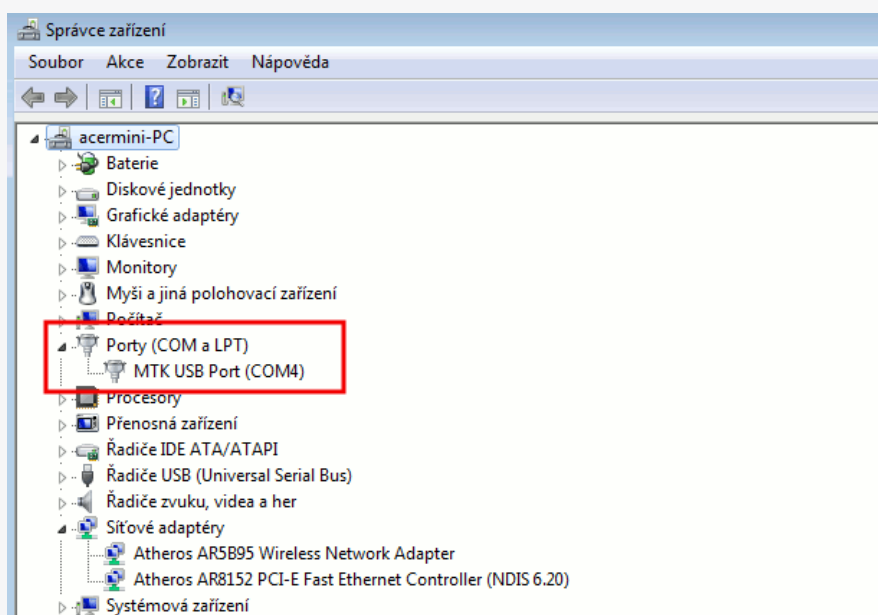 Správce zařízení
Soubor Akce Zobrazit Nápověda
acermini-PC
Baterie
Diskové jednotky
Grafické adaptéry
Klávesnice
Monitory
Myši a jiná polohovací zařízení
Počítač
Porty (COM a LPT)
MTK USB Port (COM4)
Procesory
Přenosná zařízení
Řadiče IDE ATA/ATAPI
Řadiče USB (Universal Serial Bus)
Řadiče zvuku, videa a her
Síťové adaptéry
Atheros AR5B95 Wireless Network Adapter
Atheros AR8152 PCI-E Fast Ethernet Controller (NDIS 6.20)
Systémová zařízení